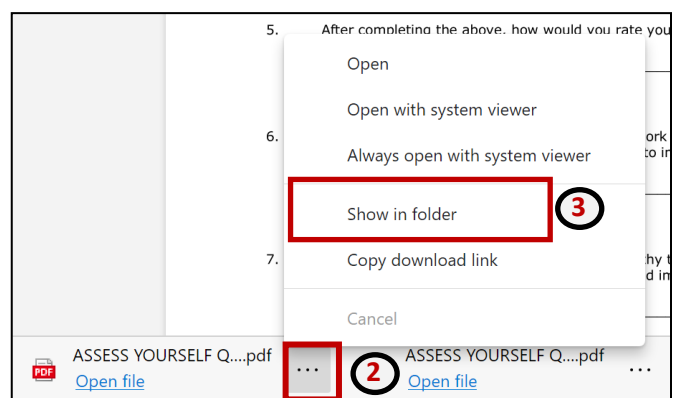 5. After completing the above, how would you rate you
Open
Open with system viewer
6. ork
Always open with system viewer
to in
Show in folder
3
7. Copy download link hy t
d im
Cancel
ASSESS YOURSELF Q....pdf ... ASSESS YOURSELF Q....pdf ...
Open file 2 Open file
PDF